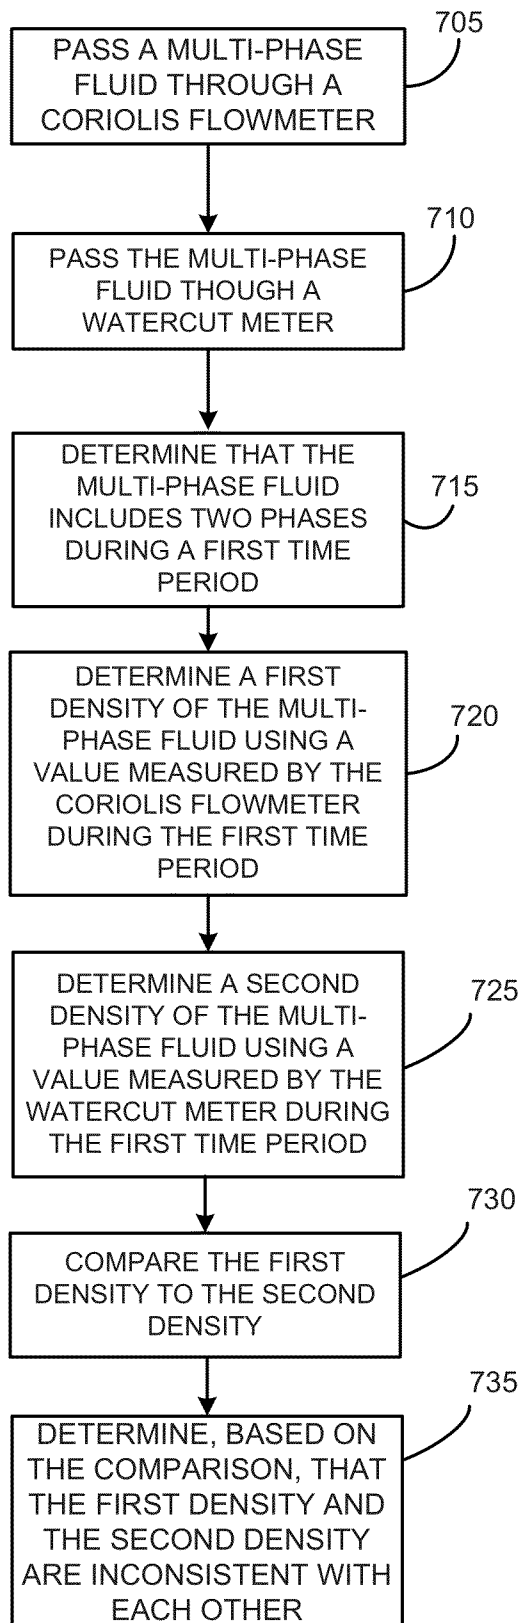 705
PASS A MULTI-PHASE
FLUID THROUGH A
CORIOLIS FLOWMETER
710
PASS THE MULTI-PHASE
FLUID THOUGH A
WATERCUT METER
DETERMINE THAT THE
MULTI-PHASE FLUID
INCLUDES TWO PHASES
DURING A FIRST TIME
PERIOD
715
DETERMINE A FIRST
DENSITY OF THE MULTI-
PHASE FLUID USING A
VALUE MEASURED BY THE
CORIOLIS FLOWMETER
DURING THE FIRST TIME
PERIOD
720
DETERMINE A SECOND
DENSITY OF THE MULTI-
PHASE FLUID USING A
VALUE MEASURED BY THE
WATERCUT METER DURING
THE FIRST TIME PERIOD
725
730
COMPARE THE FIRST
DENSITY TO THE SECOND
DENSITY
735
DETERMINE, BASED ON
THE COMPARISON, THAT
THE FIRST DENSITY AND
THE SECOND DENSITY
ARE INCONSISTENT WITH
EACH OTHER